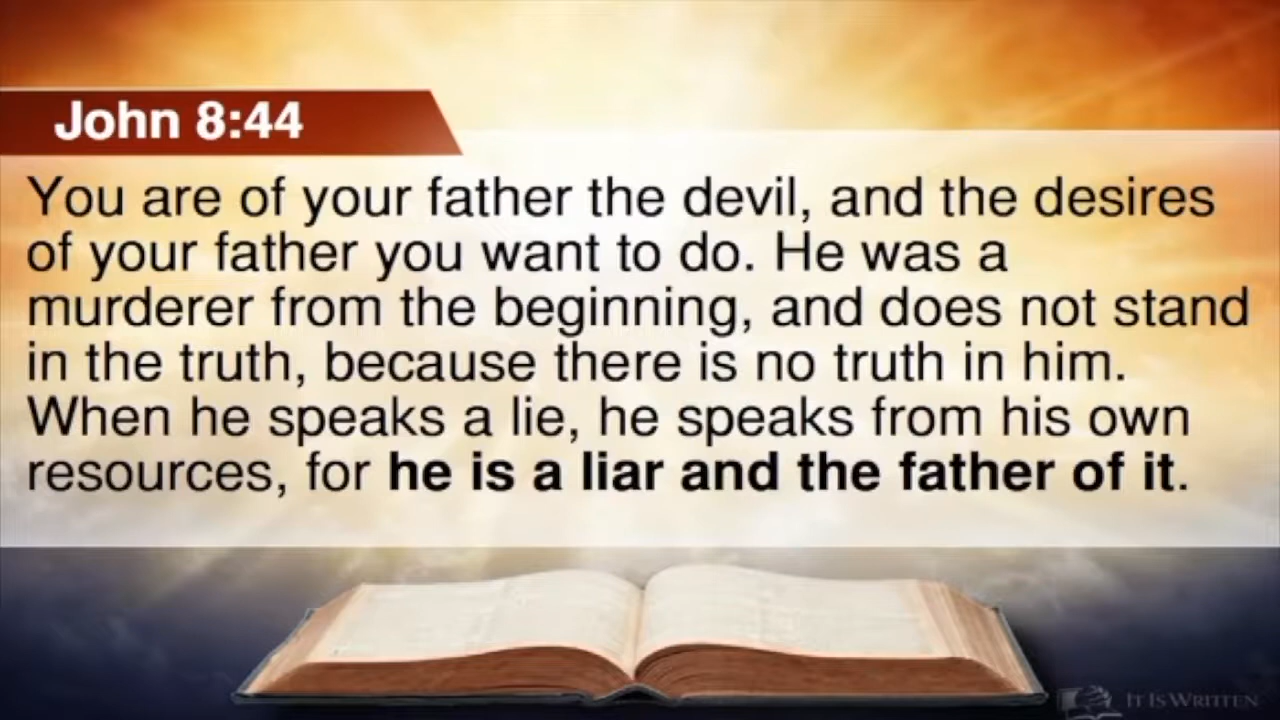 John 8:44
You are of your father the devil, and the desires
of your father you want to do. He was a
murderer from the beginning, and does not stand
in the truth, because there is no truth in him.
When he speaks a lie, he speaks from his own
resources, for he is a liar and the father of it.
IT IS WRITTEN